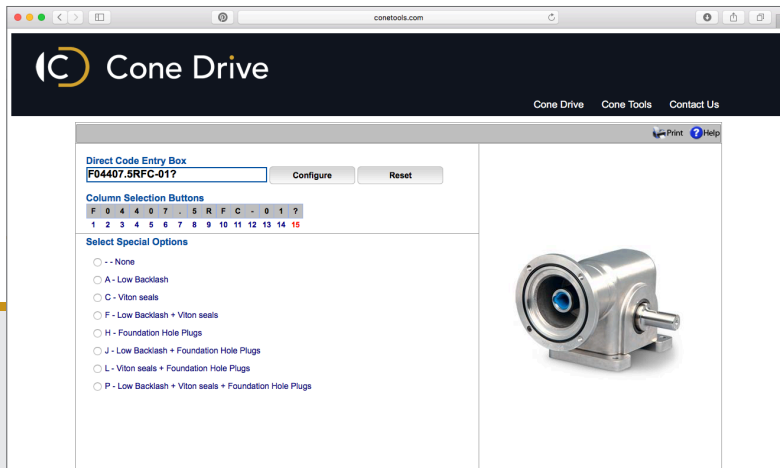 conetools.com
Cone Drive
Cone Drive Cone Tools Contact Us
Print Help
Direct Code Entry Box
F04407.5RFC-01? Configure Reset
Column Selection Buttons
F 0 4 4 0 7 . 5 R F C - 0 1 ?
1 2 3 4 5 6 7 8 9 10 11 12 13 14 15
Select Special Options
- - None
A - Low Backlash
C - Viton seals
F - Low Backlash + Viton seals
H - Foundation Hole Plugs
J - Low Backlash + Foundation Hole Plugs
L - Viton seals + Foundation Hole Plugs
P - Low Backlash + Viton seals + Foundation Hole Plugs